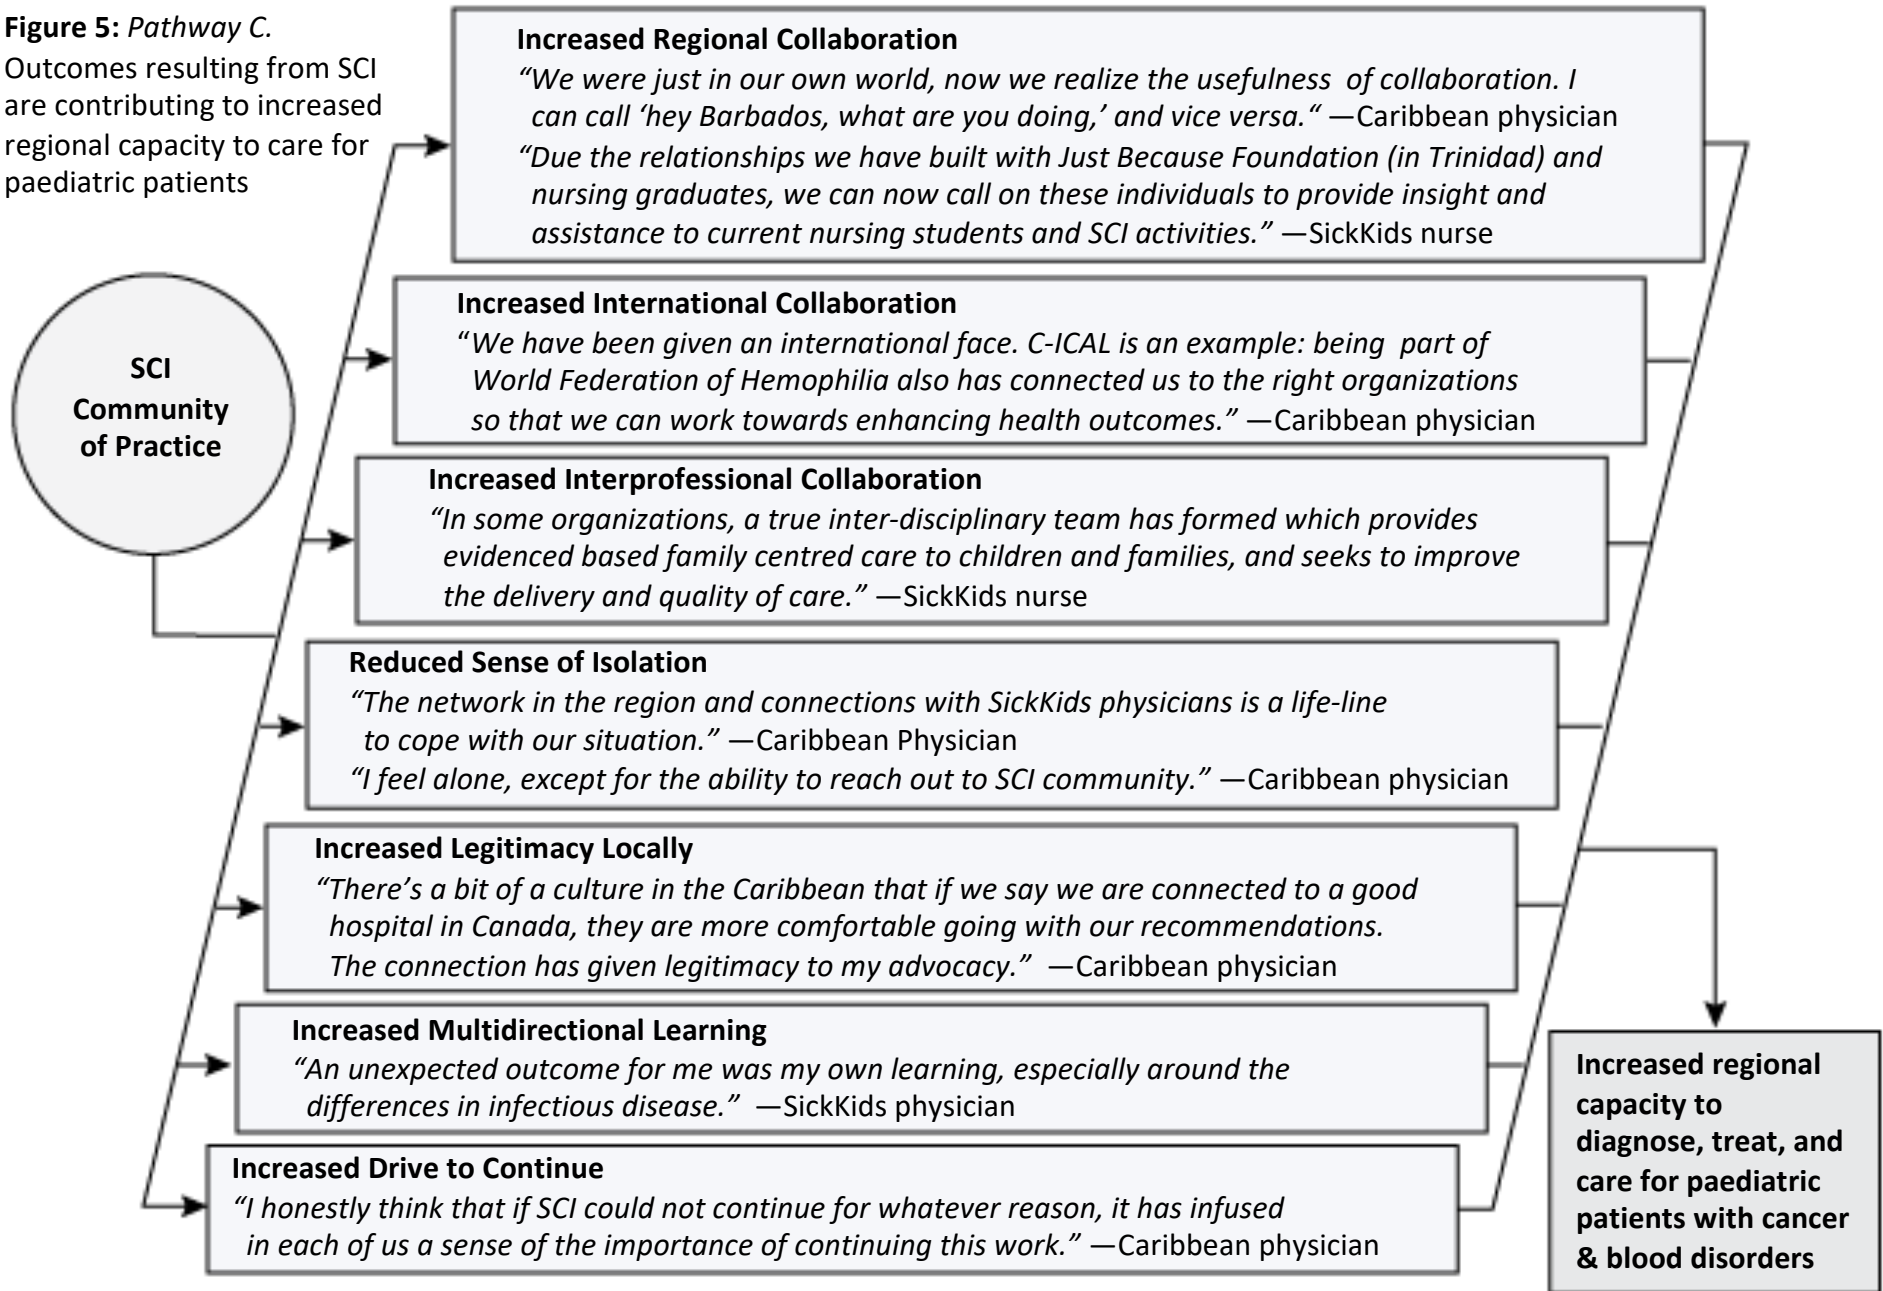 Figure 5: Pathway C.
Outcomes resulting from SCI
are contributing to increased
regional capacity to care for
paediatric patients
SCI
Community
of Practice
Increased Regional Collaboration
“We were just in our own world, now we realize the usefulness of collaboration. I
can call ‘hey Barbados, what are you doing,’ and vice versa.“ —Caribbean physician
“Due the relationships we have built with Just Because Foundation (in Trinidad) and
nursing graduates, we can now call on these individuals to provide insight and
assistance to current nursing students and SCI activities.” —SickKids nurse
Increased International Collaboration
“We have been given an international face. C-ICAL is an example: being part of
World Federation of Hemophilia also has connected us to the right organizations
so that we can work towards enhancing health outcomes.” —Caribbean physician
Increased Interprofessional Collaboration
“In some organizations, a true inter-disciplinary team has formed which provides
evidenced based family centred care to children and families, and seeks to improve
the delivery and quality of care.” —SickKids nurse
Reduced Sense of Isolation
“The network in the region and connections with SickKids physicians is a life-line
to cope with our situation.” —Caribbean Physician
“I feel alone, except for the ability to reach out to SCI community.” —Caribbean physician
Increased Legitimacy Locally
“There’s a bit of a culture in the Caribbean that if we say we are connected to a good
hospital in Canada, they are more comfortable going with our recommendations.
The connection has given legitimacy to my advocacy.” —Caribbean physician
Increased Multidirectional Learning
“An unexpected outcome for me was my own learning, especially around the
differences in infectious disease.” —SickKids physician
Increased Drive to Continue
“I honestly think that if SCI could not continue for whatever reason, it has infused
in each of us a sense of the importance of continuing this work.” —Caribbean physician
Increased regional
capacity to
diagnose, treat, and
care for paediatric
patients with cancer
& blood disorders